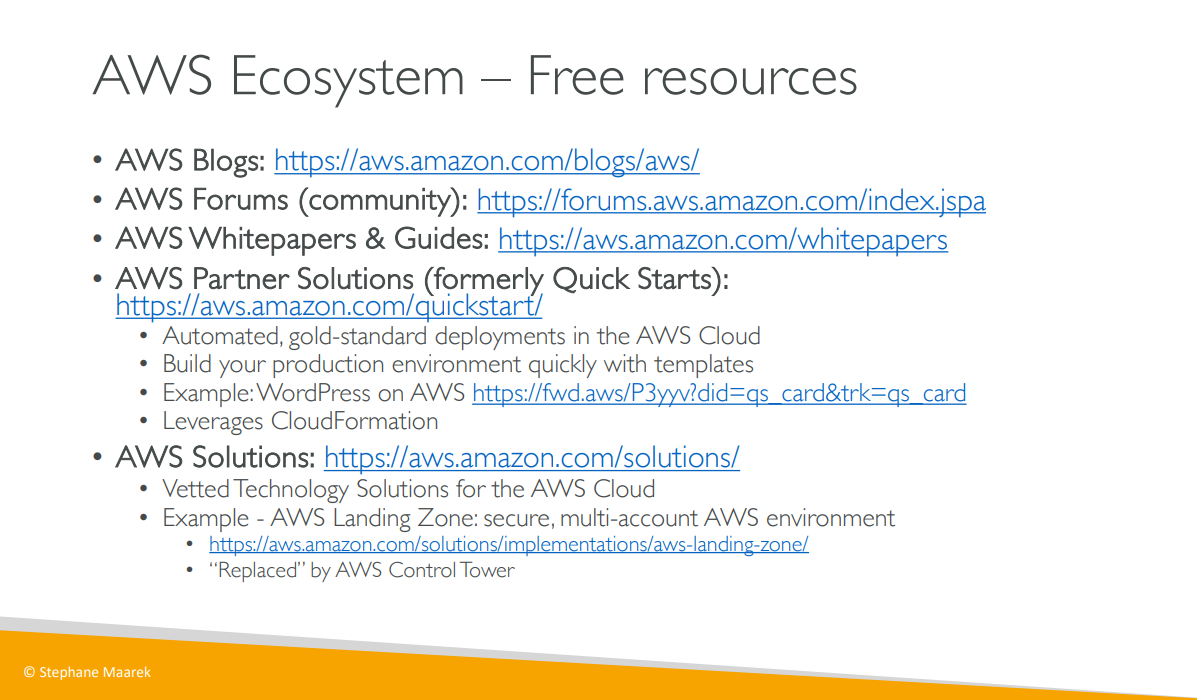 AWS Ecosystem – Free resources
• AWS Blogs: https://aws.amazon.com/blogs/aws/
• AWS Forums (community): https://forums.aws.amazon.com/index.jspa
• AWS Whitepapers & Guides: https://aws.amazon.com/whitepapers
• AWS Partner Solutions (formerly Quick Starts):
https://aws.amazon.com/quickstart/
• Automated, gold-standard deployments in the AWS Cloud
• Build your production environment quickly with templates
• Example: WordPress on AWS https://fwd.aws/P3yyv?did=qs_card&trk=qs_card
• Leverages CloudFormation
• AWS Solutions: https://aws.amazon.com/solutions/
• Vetted Technology Solutions for the AWS Cloud
• Example - AWS Landing Zone: secure, multi-account AWS environment
• https://aws.amazon.com/solutions/implementations/aws-landing-zone/
• “Replaced” by AWS Control Tower
© Stephane Maarek